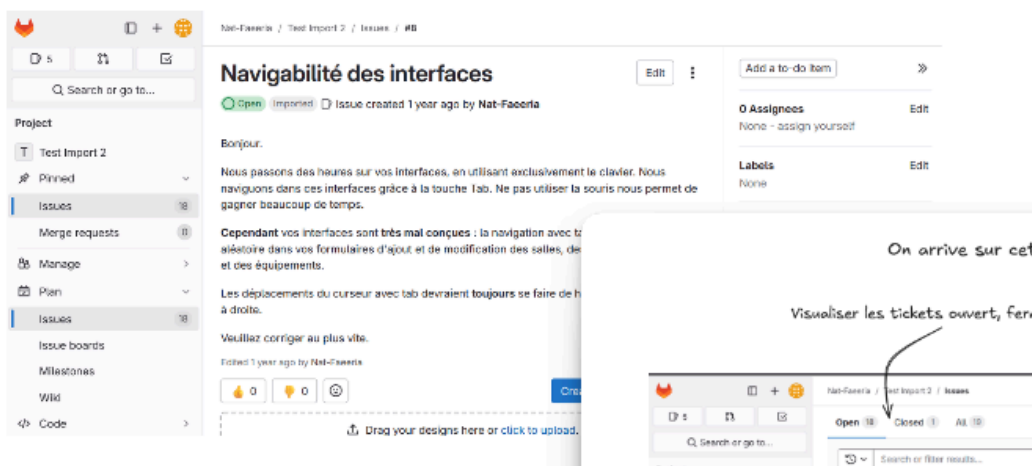 Nat-Faeeria / Test Import 2 / Issues / #8
5
Search or go to...
Project
T Test Import 2
Pinned
Issues 18
Merge requests 0
Manage
Plan
Issues 18
Issue boards
Milestones
Wiki
Code
Navigabilité des interfaces
Edit
Open Imported Issue created 1 year ago by Nat-Faeeria
Bonjour.
Nous passons des heures sur vos interfaces, en utilisant exclusivement le clavier. Nous
naviguons dans ces interfaces grâce à la touche Tab. Ne pas utiliser la souris nous permet de
gagner beaucoup de temps.
Cependant vos interfaces sont très mal conçues : la navigation avec
aléatoire dans vos formulaires d'ajout et de modification des salles,
et des équipements.
Les déplacements du curseur avec tab devraient toujours se faire de
à droite.
Veuillez corriger au plus vite.
Edited 1 year ago by Nat-Faeeria
0 0
Drag your designs here or click to upload.
Add a to-do item
0 Assignees Edit
None - assign yourself
Labels Edit
None
On arrive sur
Visualiser les tickets ouvert,
5
Search or go to...
Nat-Faeeria / Test Import 2 / Issues
Open 18 Closed 1 All 19
Search or filter results...